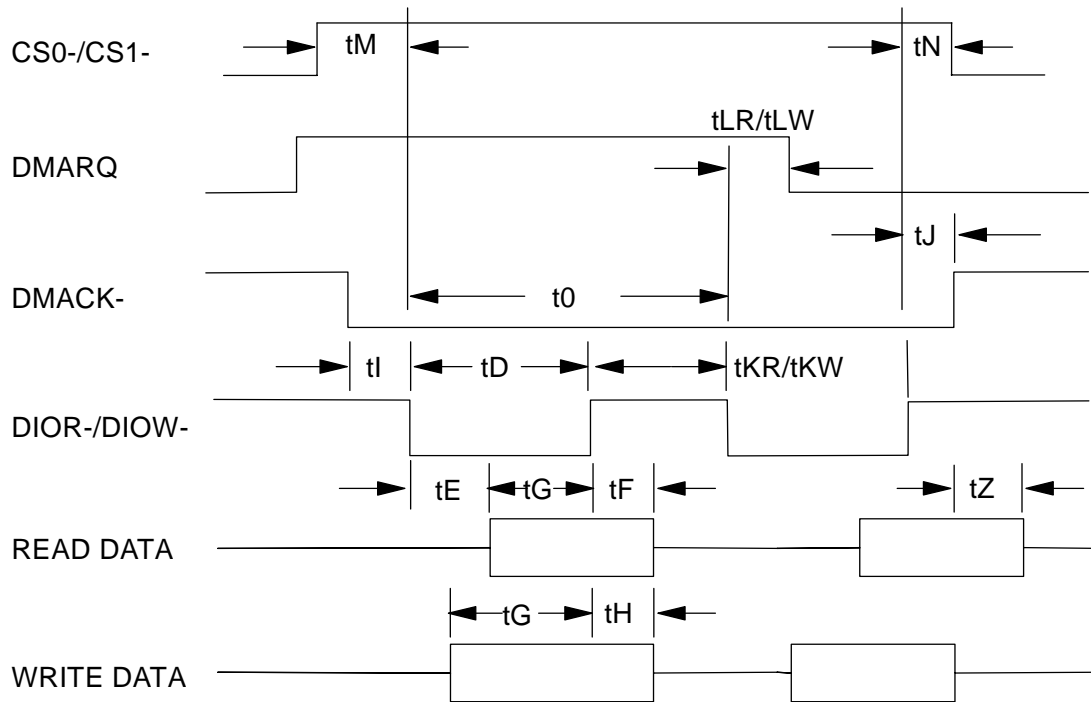 CS0-/CS1-
tM
tN
tLR/tLW
DMARQ
tJ
DMACK-
t0
tI
tD
tKR/tKW
DIOR-/DIOW-
tE
tG
tF
tZ
READ DATA
tG
tH
WRITE DATA